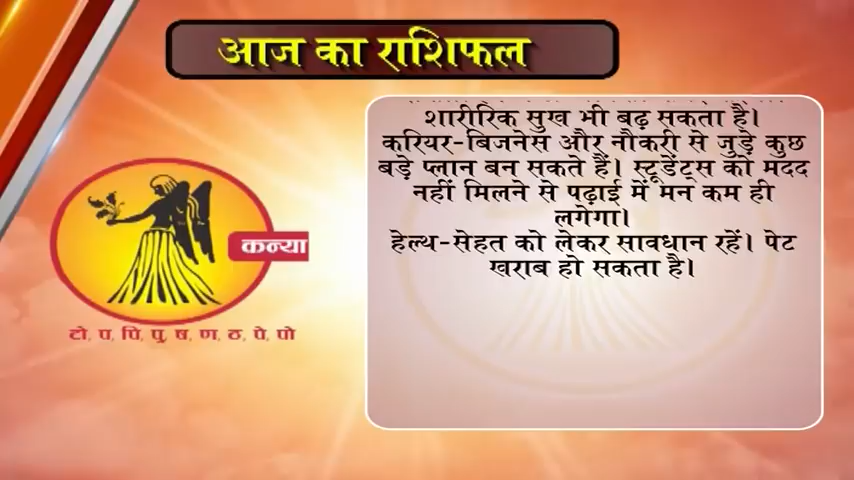 आज का राशिफल
शारीरिक सुख भी बढ़ सकता है।
करियर-बिजनेस और नौकरी से जुड़े कुछ
बड़े प्लान बन सकते हैं। स्टूडेंट्स को मदद
नहीं मिलने से पढ़ाई में मन कम ही
लगेगा।
हेल्थ-सेहत को लेकर सावधान रहें। पेट
खराब हो सकता है।
कन्या
टो, प, पि, पु, ष, ण, ठ, पे, पो